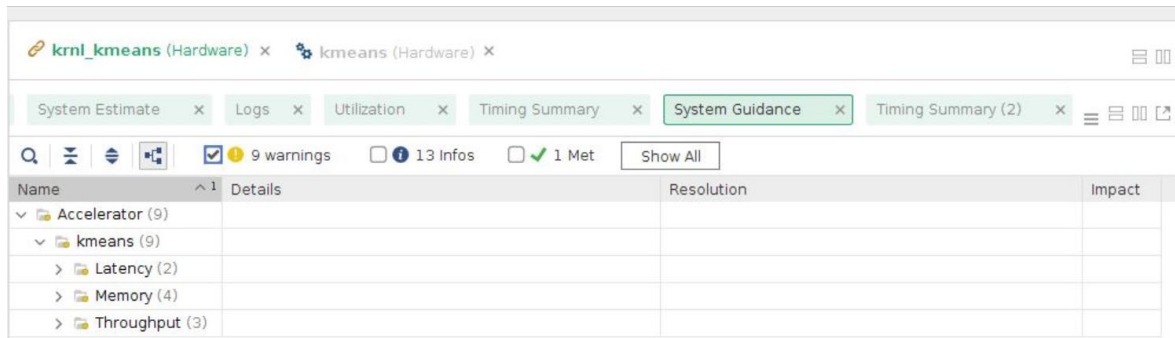 krnl_kmeans (Hardware) × kmeans (Hardware) ×
System Estimate × Logs × Utilization × Timing Summary × System Guidance × Timing Summary (2) ×
9 warnings 13 Infos 1 Met Show All
Name 1 Details Resolution Impact
Accelerator (9)
kmeans (9)
Latency (2)
Memory (4)
Throughput (3)